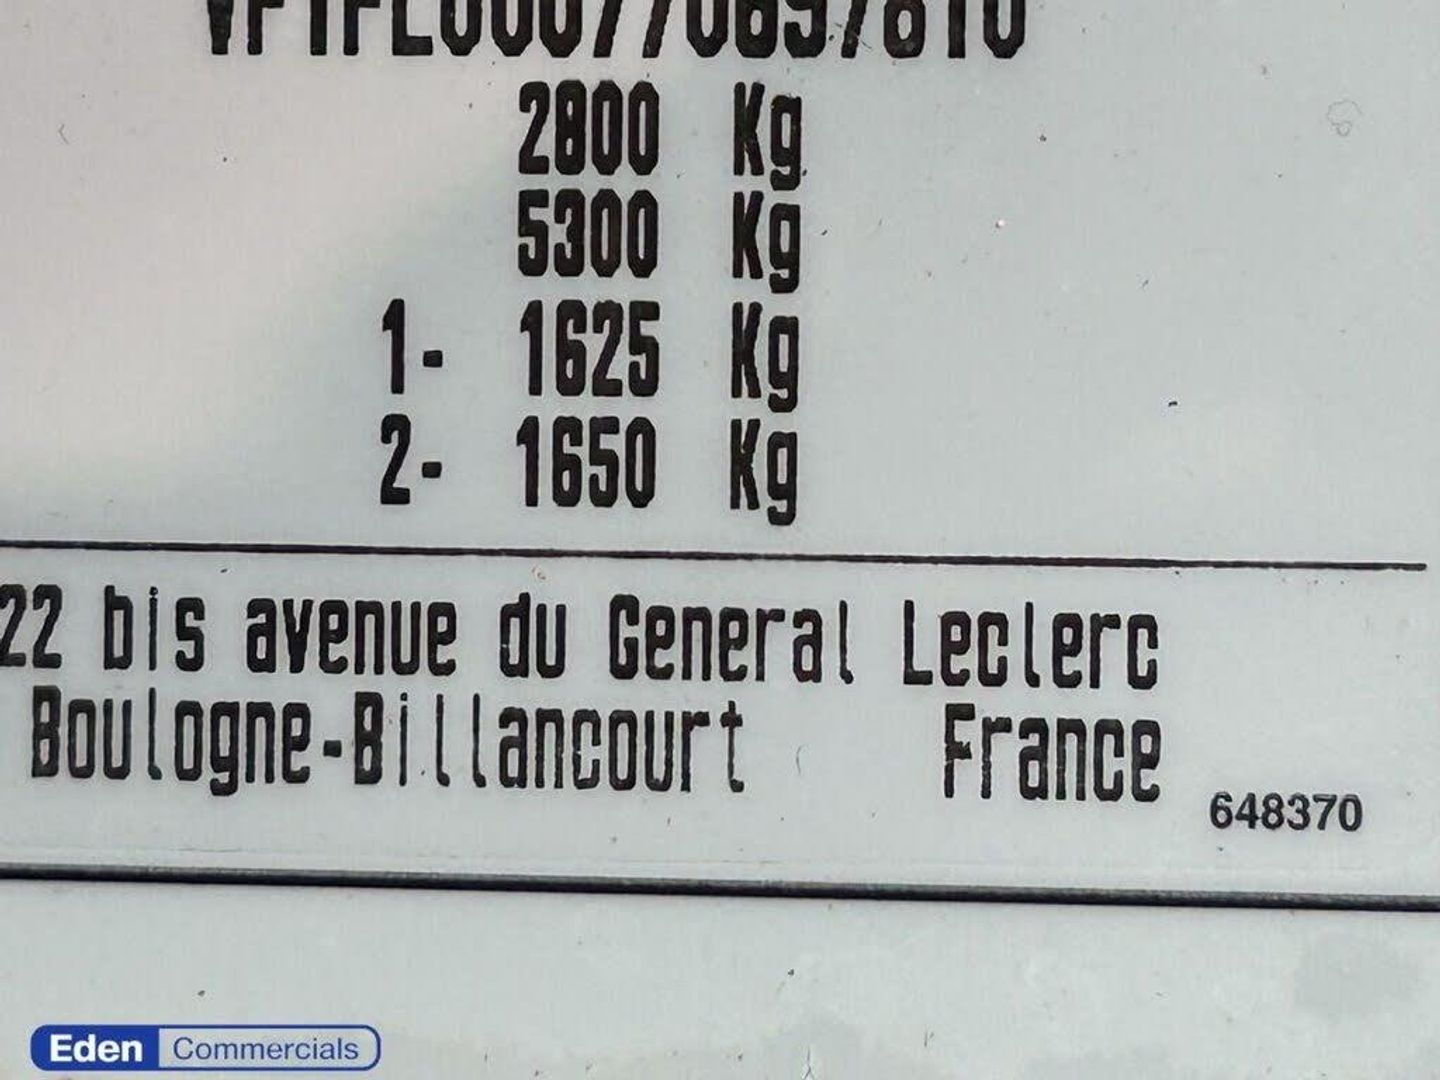 2800 Kg
5300 Kg
1- 1625 Kg
2- 1650 Kg
22 bis avenue du General Leclerc
Boulogne-Billancourt France
648370
Eden Commercials